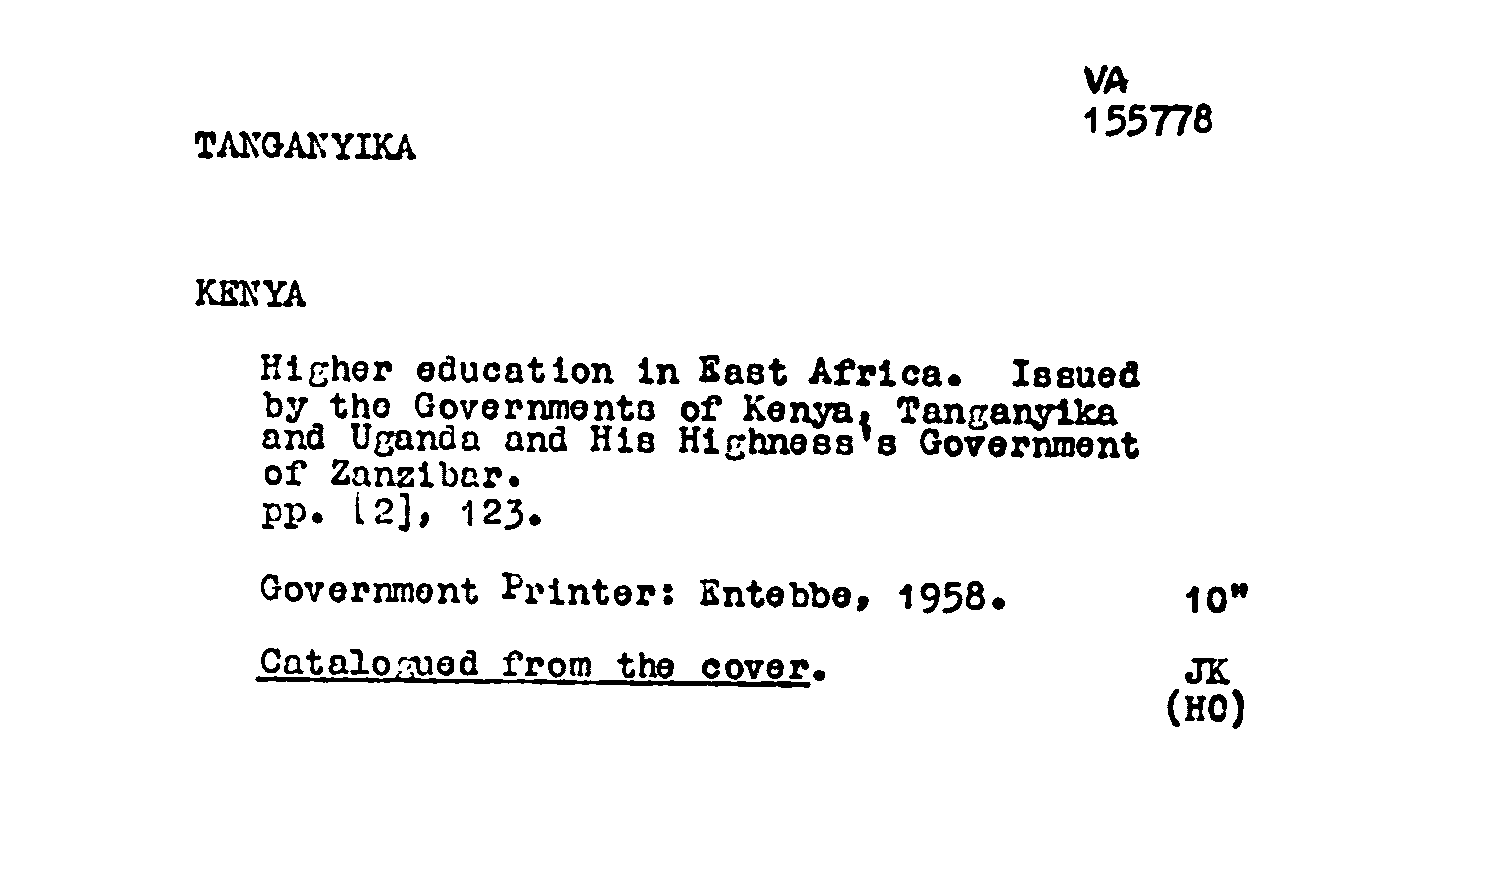 VA
155778
TANGANYIKA
KENYA
Higher education in East Africa. Issued
by the Governments of Kenya, Tanganyika
and Uganda and His Highness's Government
of Zanzibar.
pp. [2], 123.
Government Printer: Entebbe, 1958. 10"
Catalogued from the cover. JK
(HO)